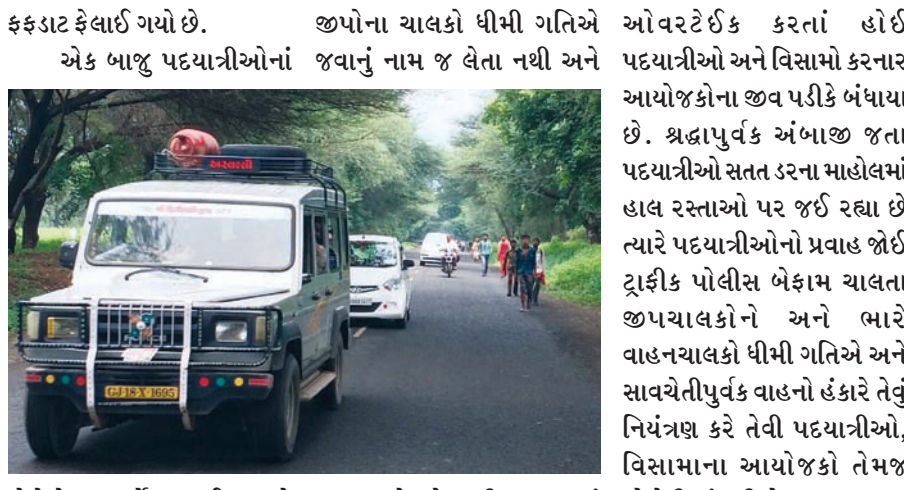 ફફડાટ ફેલાઈ ગયો છે.
એક બાજુ પદયાત્રીઓનાં
જીપોના ચાલકો ધીમી ગતિએ
જવાનું નામ જ લેતા નથી અને
અરવલ્લી
GJ-18-X-1695
ઓવરટેઈક કરતાં હોઈ
પદયાત્રીઓ અને વિસામો કરનાર
આયોજકોના જીવ પડીકે બંધાયા
છે. શ્રદ્ધાપુર્વક અંબાજી જતા
પદયાત્રીઓ સતત ડરના માહોલમાં
હાલ રસ્તાઓ પર જઈ રહ્યા છે
ત્યારે પદયાત્રીઓનો પ્રવાહ જોઈ
ટ્રાફીક પોલીસ બેફામ ચાલતા
જીપચાલકોને અને ભારે
વાહનચાલકો ધીમી ગતિએ અને
સાવચેતીપુર્વક વાહનો હંકારે તેવું
નિયંત્રણ કરે તેવી પદયાત્રીઓ,
વિસામાના આયોજકો તેમજ